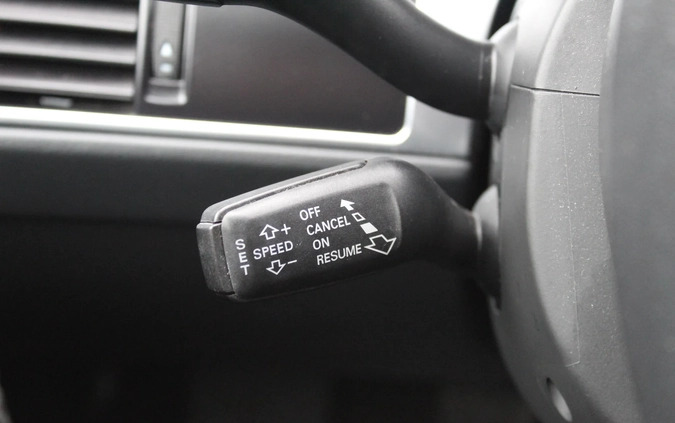 SET
SPEED
+
−
OFF
CANCEL
ON
RESUME